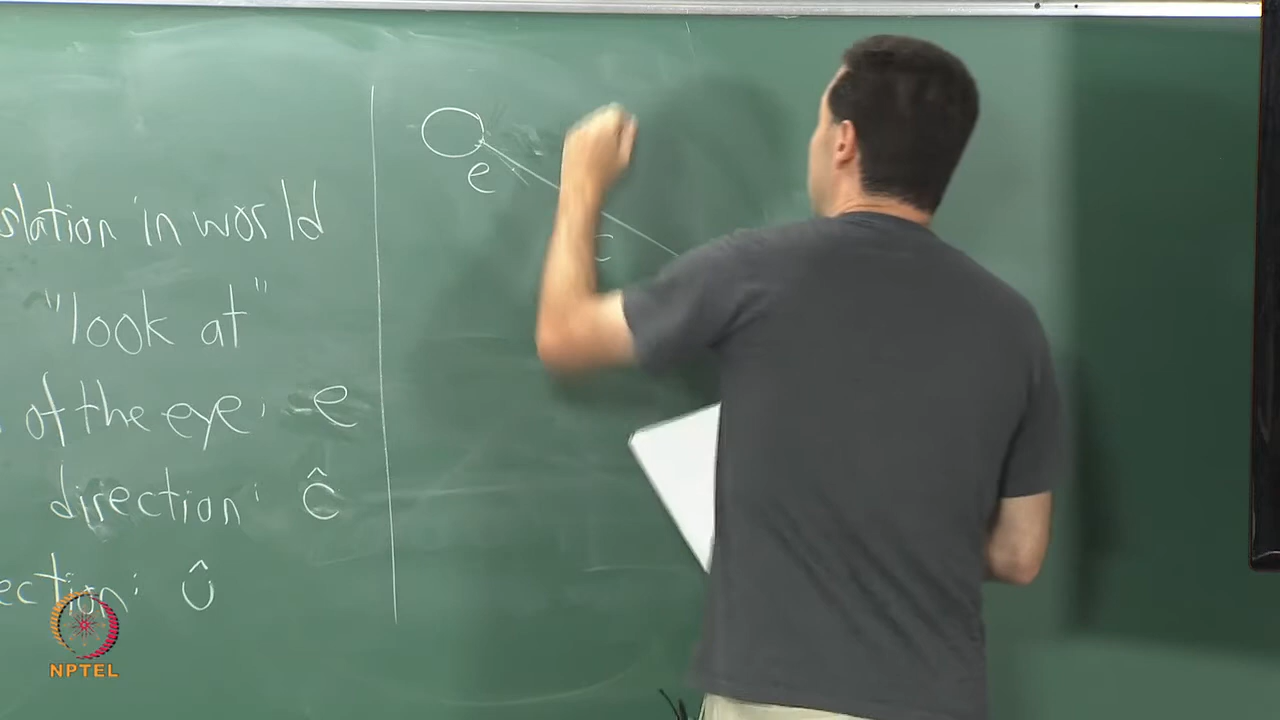 slation in world
"look at"
of the eye: e
direction: ĉ
ection: û
e
c
NPTEL